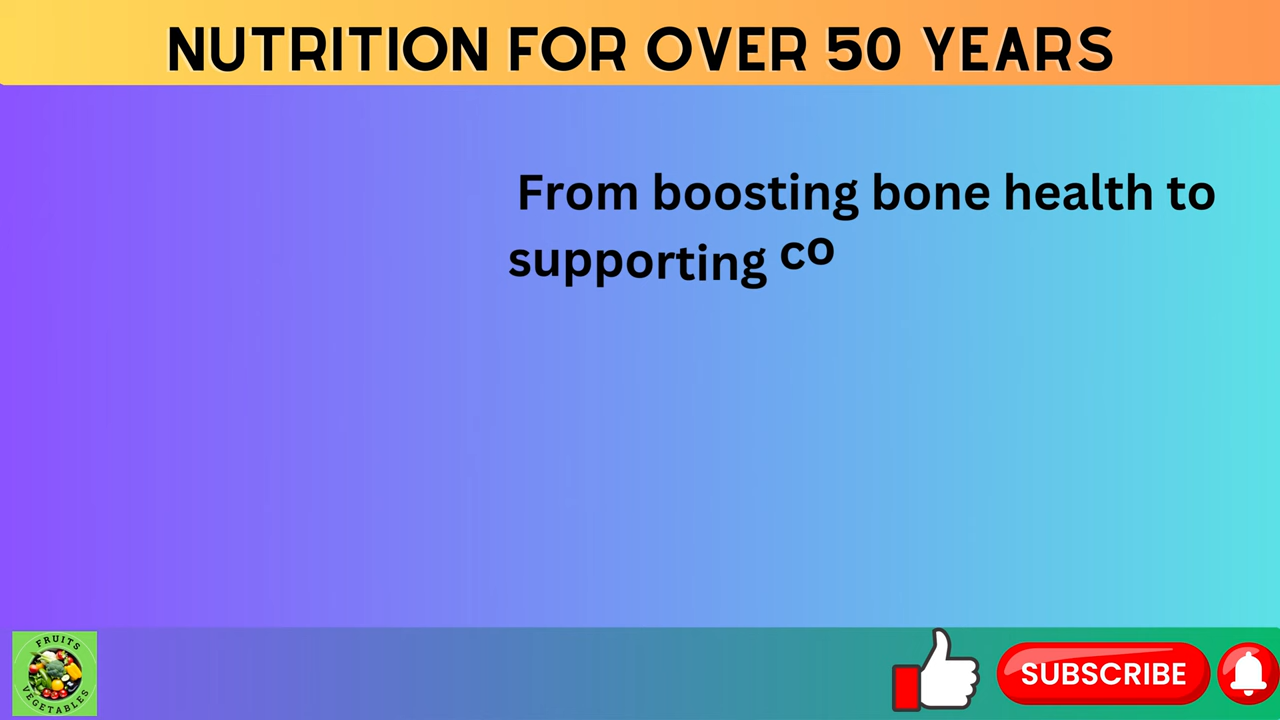 NUTRITION FOR OVER 50 YEARS
From boosting bone health to
supporting co
FRUITS
VEGETABLES
SUBSCRIBE